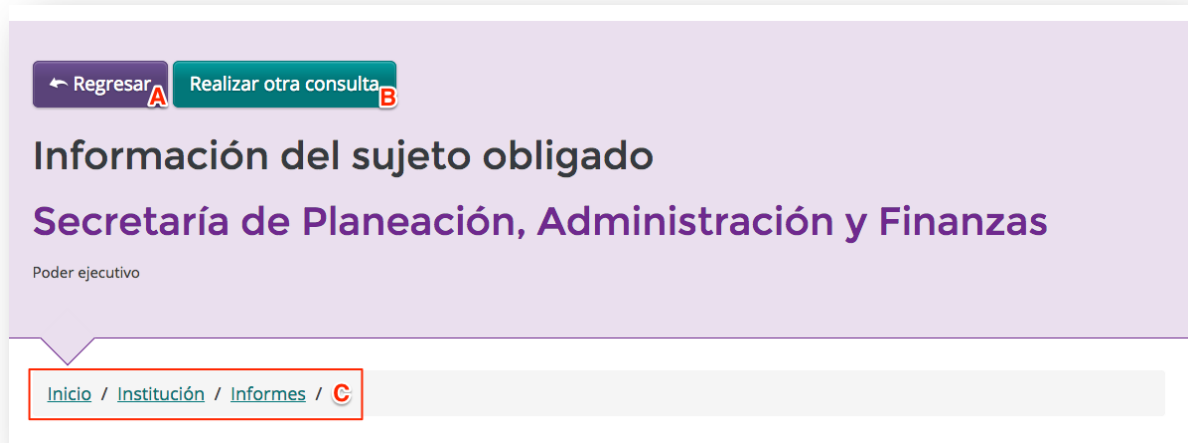 Regresar A Realizar otra consulta B
Información del sujeto obligado
Secretaría de Planeación, Administración y Finanzas
Poder ejecutivo
Inicio / Institución / Informes / C